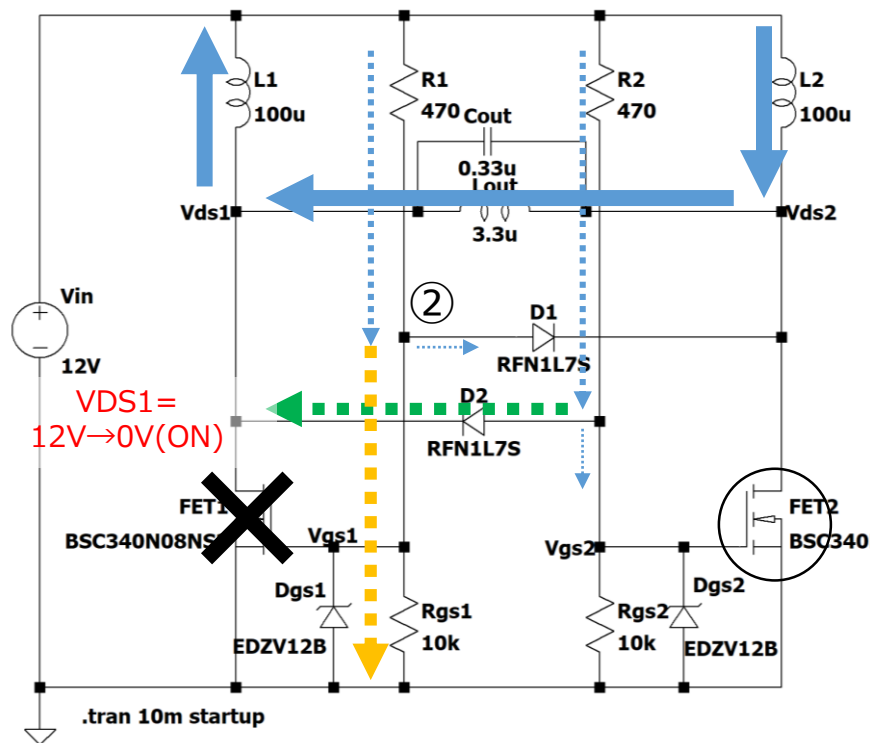 L1
100u
R1
470
Cout
0.33u
Lout
3.3u
R2
470
L2
100u
Vds1
Vds2
Vin
12V
②
D1
RFN1L7S
VDS1=
12V→0V(ON)
D2
RFN1L7S
FET1
BSC340N08NS
Vgs1
Vgs2
FET2
BSC340
Dgs1
EDZV12B
Rgs1
10k
Rgs2
10k
Dgs2
EDZV12B
.tran 10m startup